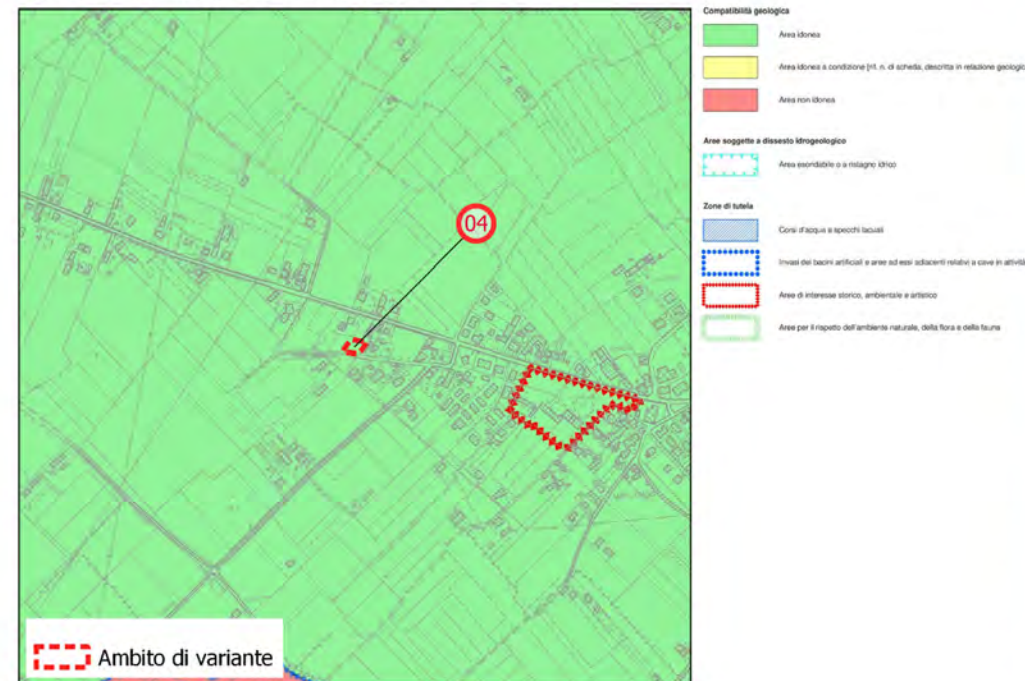 Compatibilità geologica
Area idonea
Area idonea a condizione [rif. n. di scheda, descritta in relazione geologic
Area non idonea
Aree soggette a dissesto idrogeologico
Area esondabile o a ristagno idrico
Zone di tutela
Corsi d'acqua e specchi lacuali
Invasi dei bacini artificiali e aree ad essi adiacenti relativi a cave in attività
Aree di interesse storico, ambientale e artistico
Aree per il rispetto dell'ambiente naturale, della flora e della fauna
04
Ambito di variante